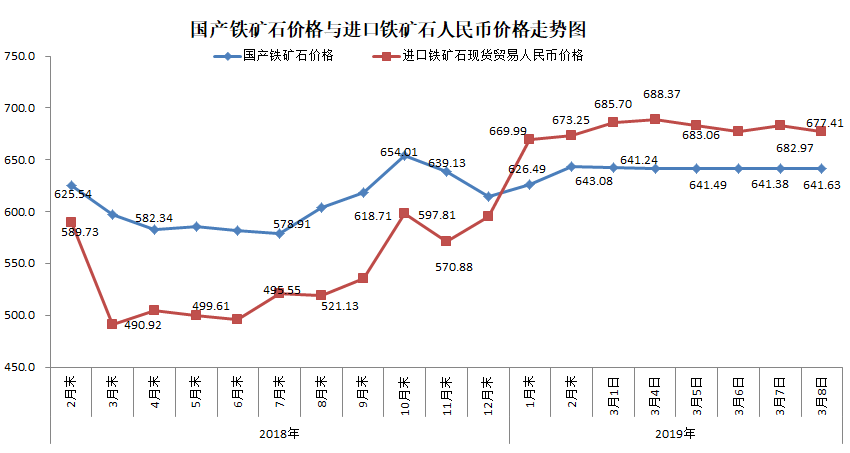 国产铁矿石价格与进口铁矿石人民币价格走势图
国产铁矿石价格 进口铁矿石现货贸易人民币价格
750.0
700.0
650.0
600.0
550.0
500.0
450.0
625.54
582.34
578.91
618.71
654.01
639.13
626.49
643.08
641.24
641.49
641.38
641.63
589.73
490.92
499.61
495.55
521.13
597.81
570.88
669.99
673.25
685.70
688.37
683.06
682.97
677.41
2月末
3月末
4月末
5月末
6月末
7月末
8月末
9月末
10月末
11月末
12月末
1月末
2月末
3月1日
3月4日
3月5日
3月6日
3月7日
3月8日
2018年
2019年